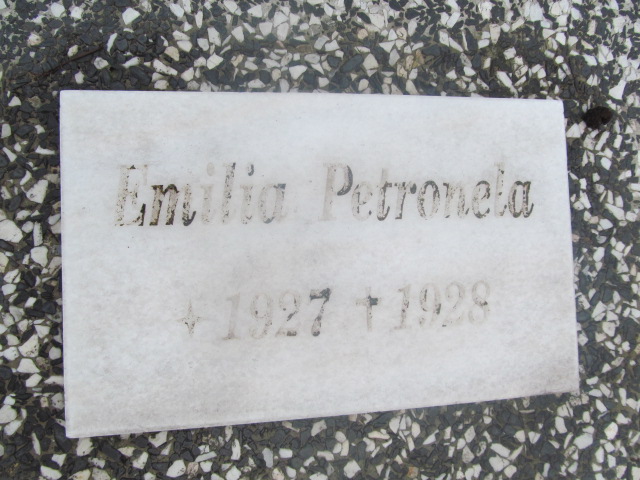 Emilia Petronela
✦ 1927 ✝ 1928